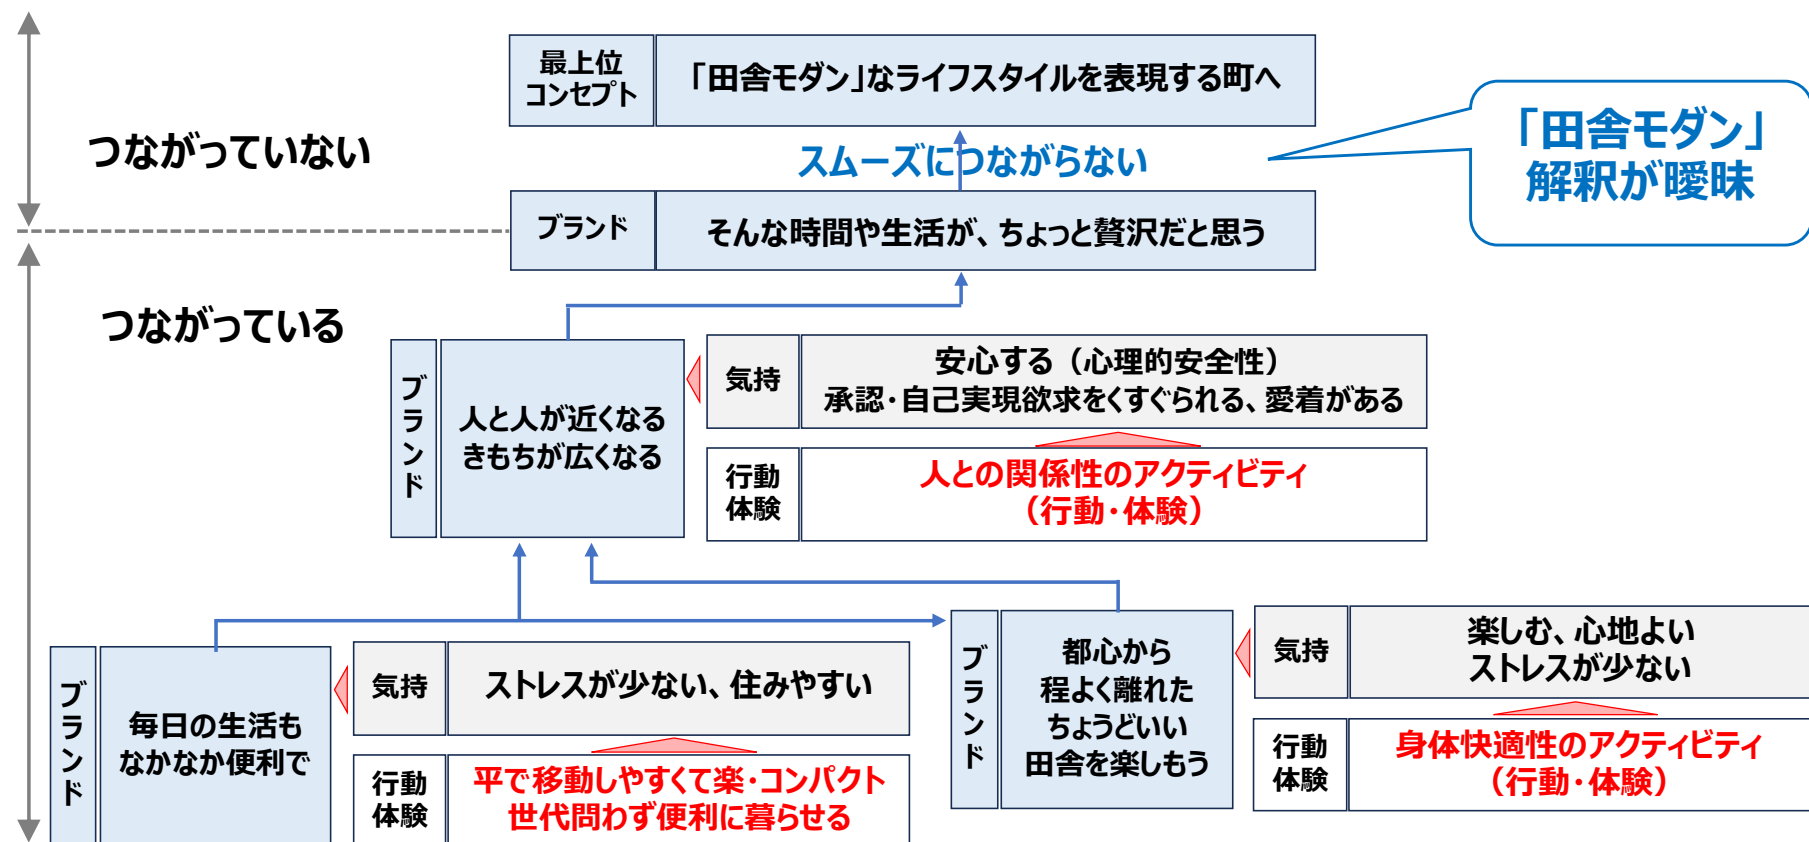 最上位
コンセプト
「田舎モダン」なライフスタイルを表現する町へ
「田舎モダン」
解釈が曖昧
つながっていない
スムーズにつながらない
ブランド
そんな時間や生活が、ちょっと贅沢だと思う
つながっている
ブランド
人と人が近くなる
きもちが広くなる
気持
安心する（心理的安全性）
承認・自己実現欲求をくすぐられる、愛着がある
行動
体験
人との関係性のアクティビティ
（行動・体験）
ブランド
毎日の生活も
なかなか便利で
気持
ストレスが少ない、住みやすい
行動
体験
平で移動しやすくて楽・コンパクト
世代問わず便利に暮らせる
ブランド
都心から
程よく離れた
ちょうどいい
田舎を楽しもう
気持
楽しむ、心地よい
ストレスが少ない
行動
体験
身体快適性のアクティビティ
（行動・体験）